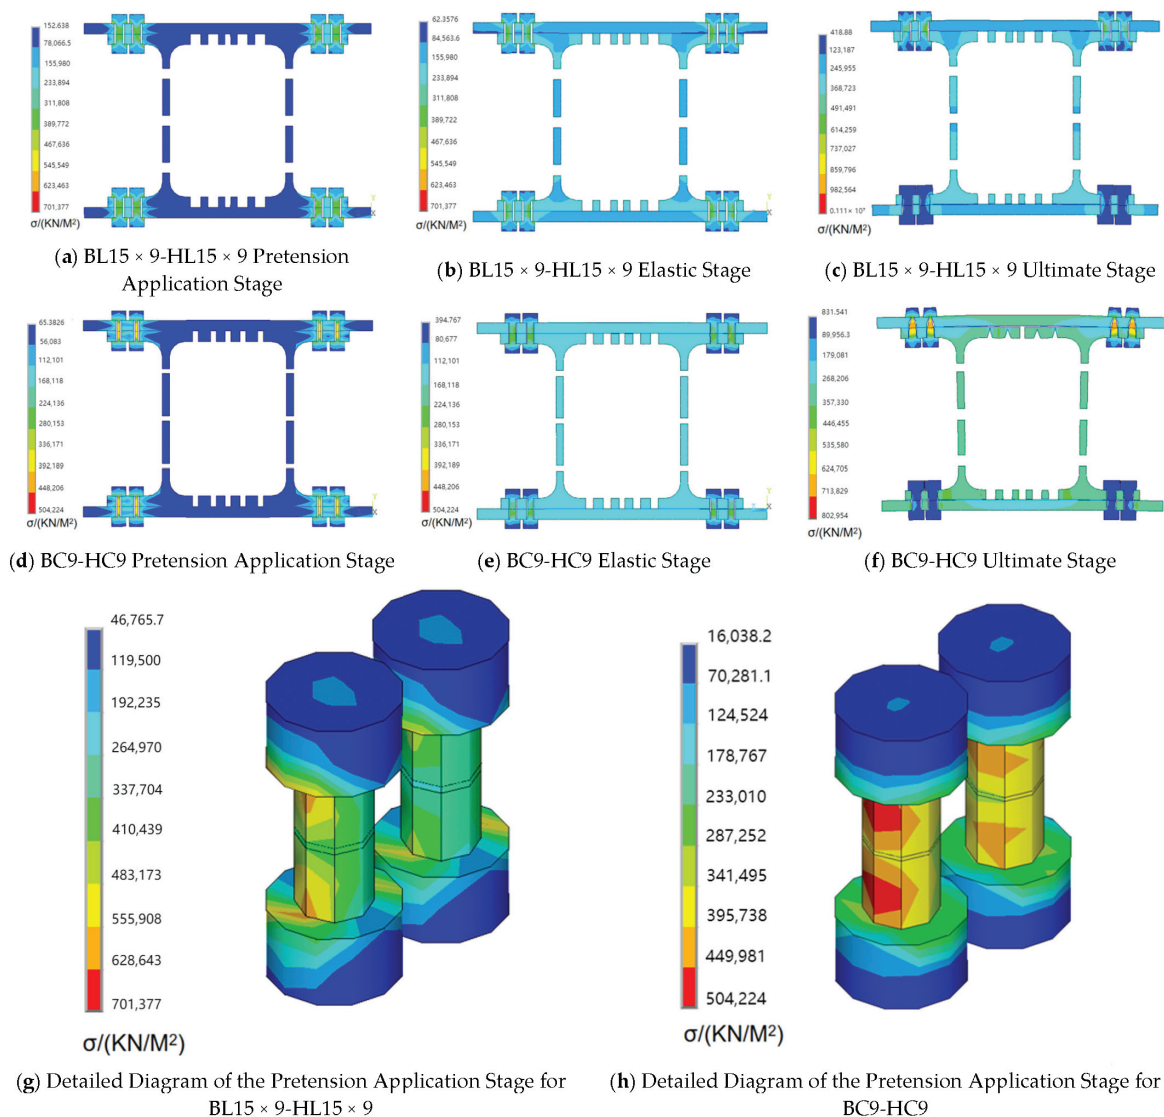 152.638
78,066.5
155,980
233,894
311,808
389,772
467,636
545,549
623,463
701,377
σ/(KN/M²)
Y
X
(a) BL15 × 9-HL15 × 9 Pretension
Application Stage
62.3576
84,563.6
155,980
233,894
311,808
389,722
467,636
545,549
623,463
701,377
σ/(KN/M²)
Y
X
(b) BL15 × 9-HL15 × 9 Elastic Stage
418.88
123,187
245,955
368,723
491,491
614,259
737,027
859,796
982,564
σ/(KN/M²)
(c) BL15 × 9-HL15 × 9 Ultimate Stage
65.3826
56,083
112,101
168,118
224,136
280,153
336,171
392,189
448,206
504,224
σ/(KN/M²)
Y
X
(d) BC9-HC9 Pretension Application Stage
394.767
80,677
112,101
168,118
224,136
280,153
336,171
392,189
448,206
504,224
σ/(KN/M²)
Y
X
(e) BC9-HC9 Elastic Stage
831.541
89,956.3
179,081
268,206
357,330
446,455
535,580
624,705
713,829
802,954
σ/(KN/M²)
(f) BC9-HC9 Ultimate Stage
46,765.7
119,500
192,235
264,970
337,704
410,439
483,173
555,908
628,643
701,377
σ/(KN/M²)
(g) Detailed Diagram of the Pretension Application Stage for
BL15 × 9-HL15 × 9
16,038.2
70,281.1
124,524
178,767
233,010
287,252
341,495
395,738
449,981
504,224
σ/(KN/M²)
(h) Detailed Diagram of the Pretension Application Stage for
BC9-HC9